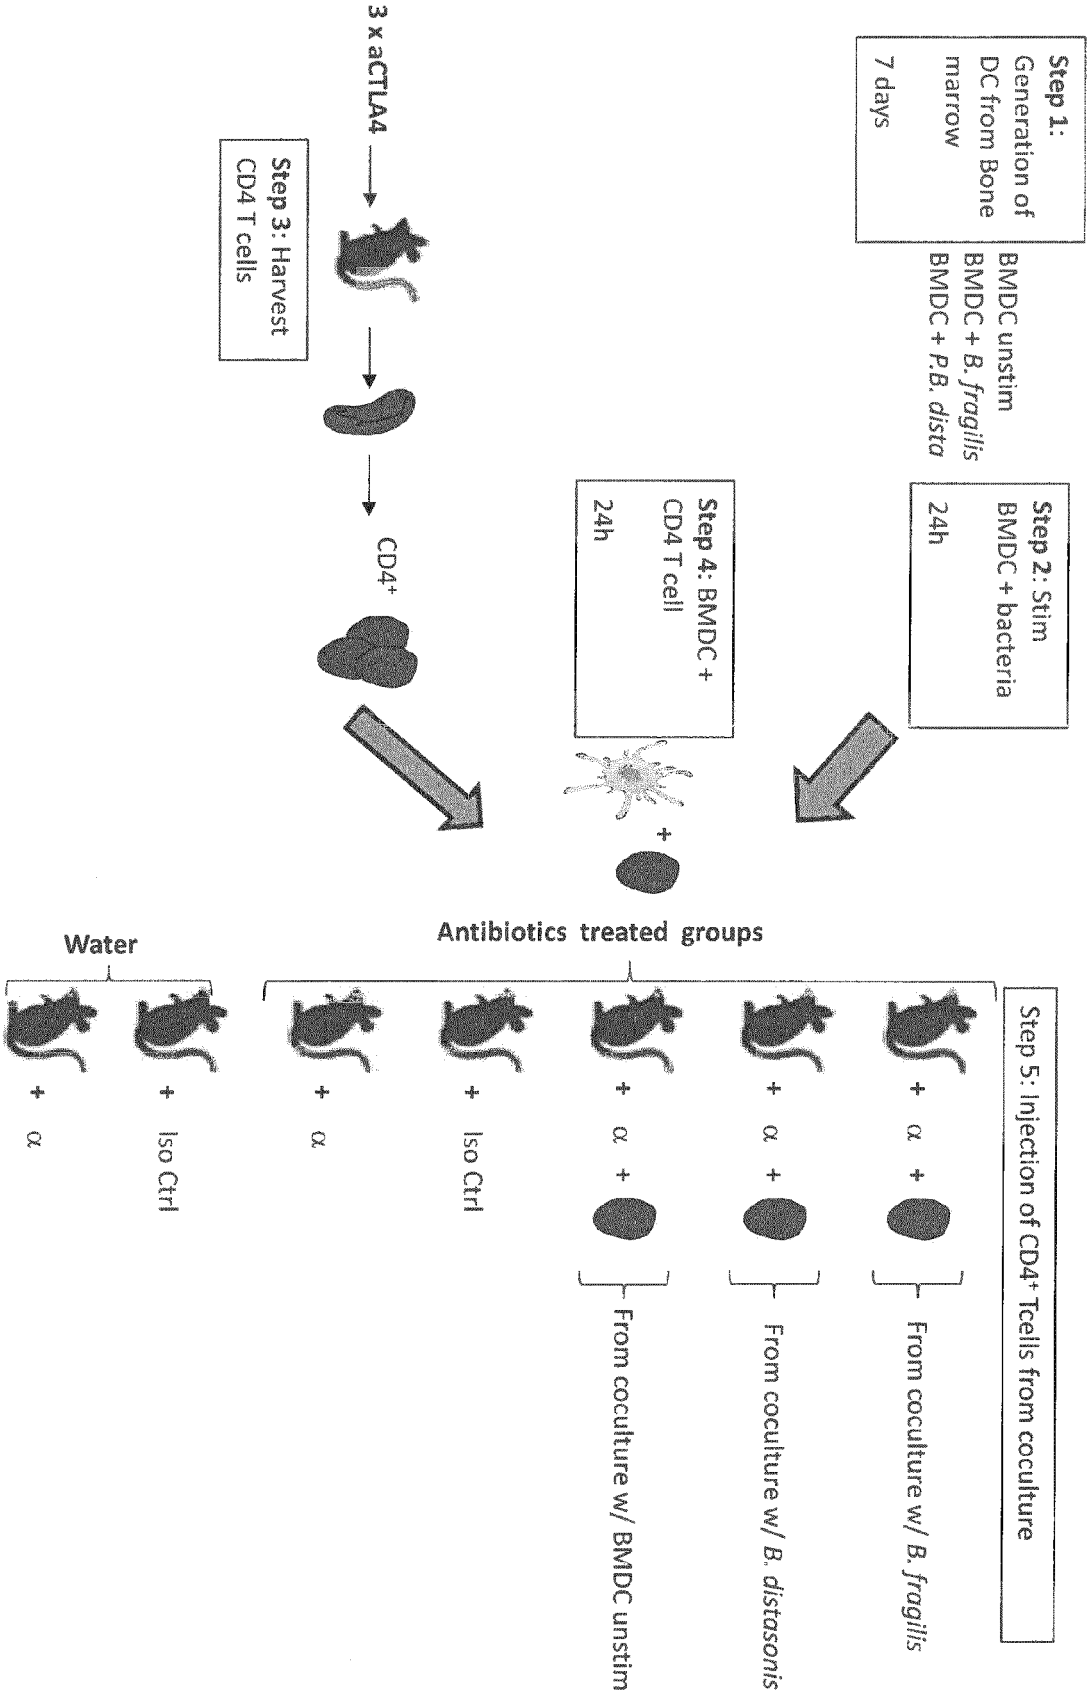 Step 1:
Generation of
DC from Bone
marrow
7 days
BMDC unstim
BMDC + B. fragilis
BMDC + P.B. dista
Step 2: Stim
BMDC + bacteria
24h
3 x aCTLA4
Step 3: Harvest
CD4 T cells
CD4+
Step 4: BMDC +
CD4 T cell
24h
+
Step 5: Injection of CD4+ Tcells from coculture
Antibiotics treated groups
+ α + From coculture w/ B. fragilis
+ α + From coculture w/ B. distasonis
+ α + From coculture w/ BMDC unstim
+ Iso Ctrl
+ α
Water
+ Iso Ctrl
+ α